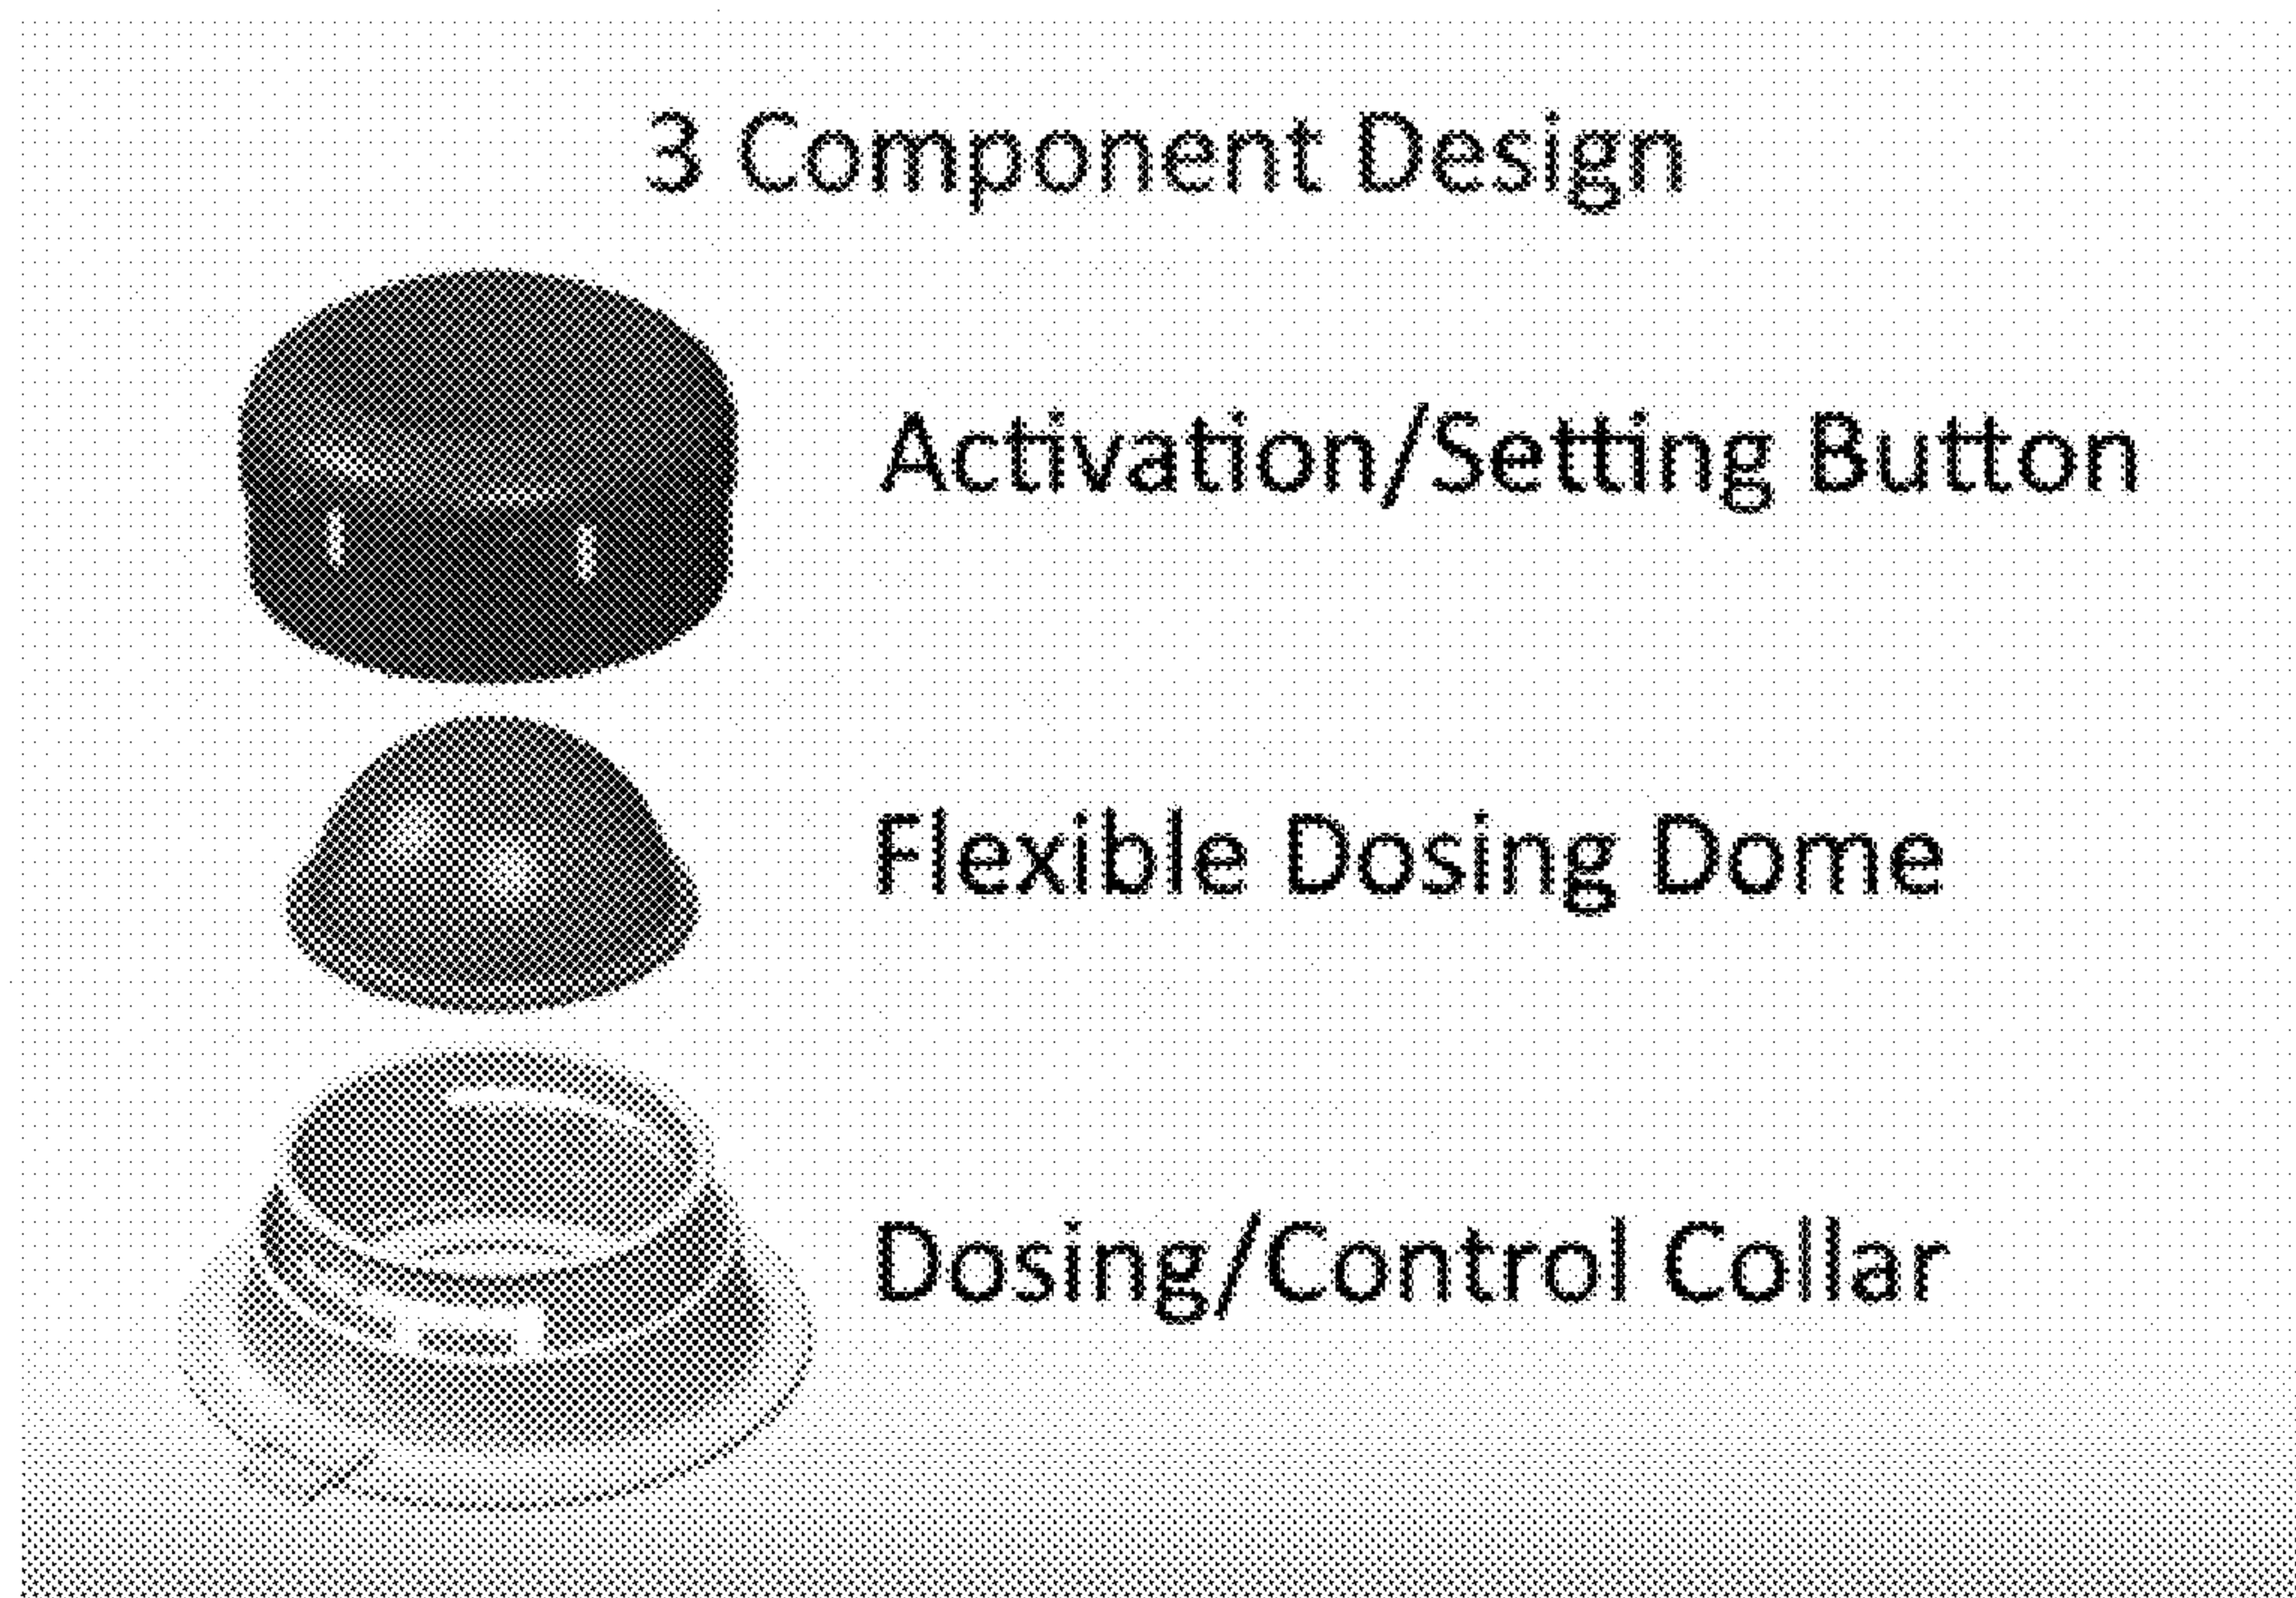 3 Component Design
Activation/Setting Button
Flexible Dosing Dome
Dosing/Control Collar